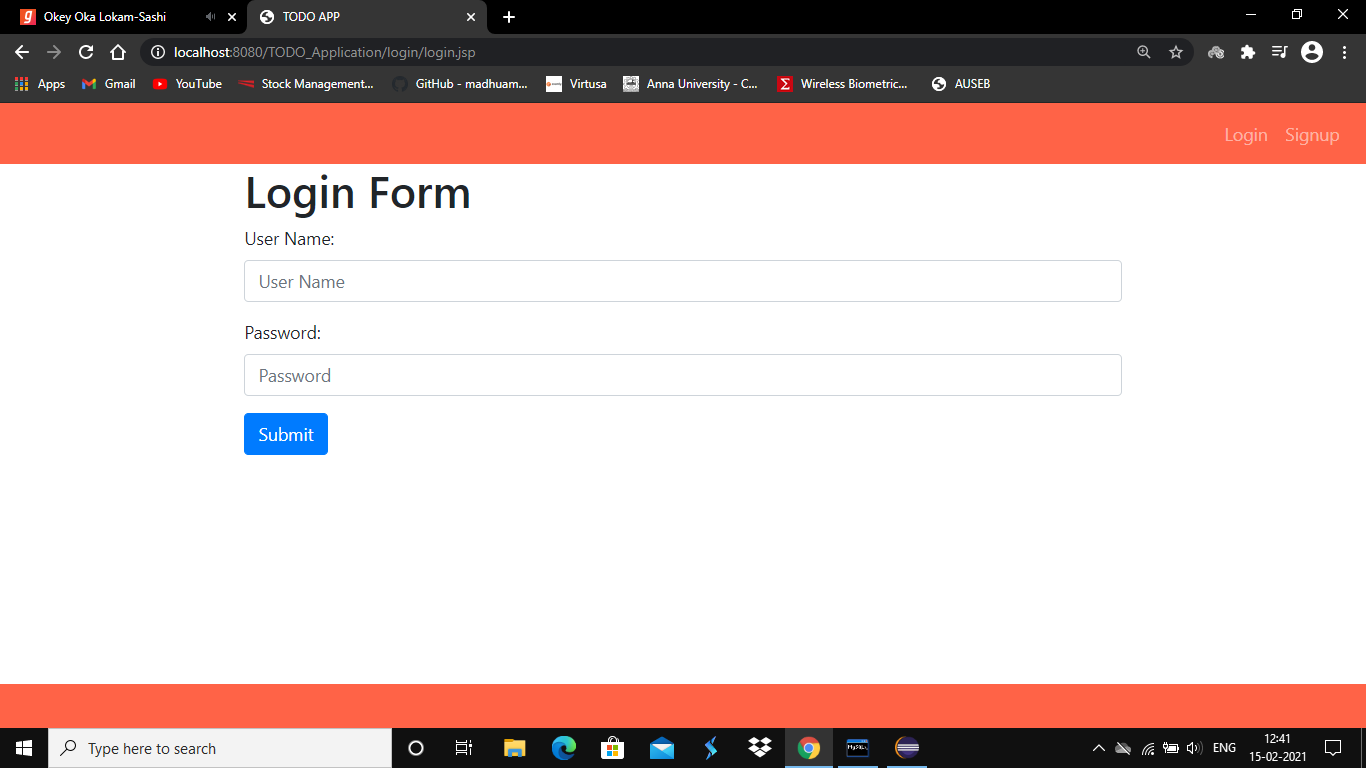 Okey Oka Lokam-Sashi
TODO APP
localhost:8080/TODO_Application/login/login.jsp
Apps
Gmail
YouTube
Stock Management...
GitHub - madhuam...
Virtusa
Anna University - C...
Wireless Biometric...
AUSEB
Login
Signup
Login Form
User Name:
User Name
Password:
Password
Submit
Type here to search
ENG
12:41
15-02-2021